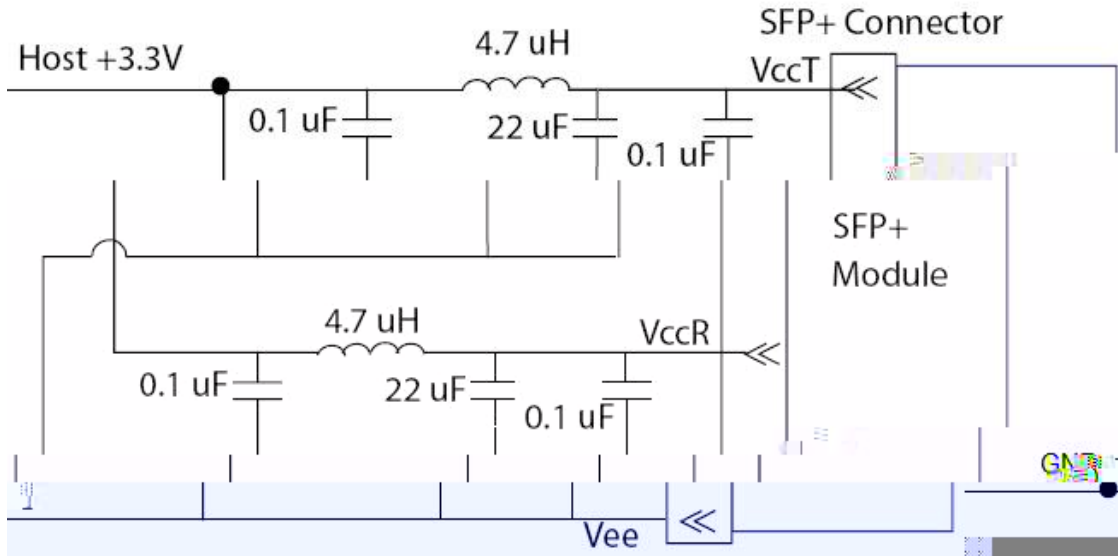 SFP+ Connector
4.7 uH
Host +3.3V
VccT
0.1 uF
22 uF
0.1 uF
SFP+
Module
4.7 uH
VccR
0.1 uF
22 uF
0.1 uF
GND
Vee